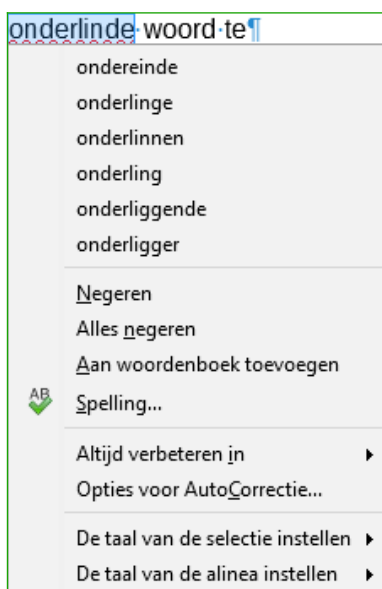 onderlinde·woord·te¶
ondereinde
onderlinge
onderlinnen
onderling
onderliggende
onderligger
Negeren
Alles negeren
Aan woordenboek toevoegen
AB
Spelling...
Altijd verbeteren in
Opties voor AutoCorrectie...
De taal van de selectie instellen
De taal van de alinea instellen